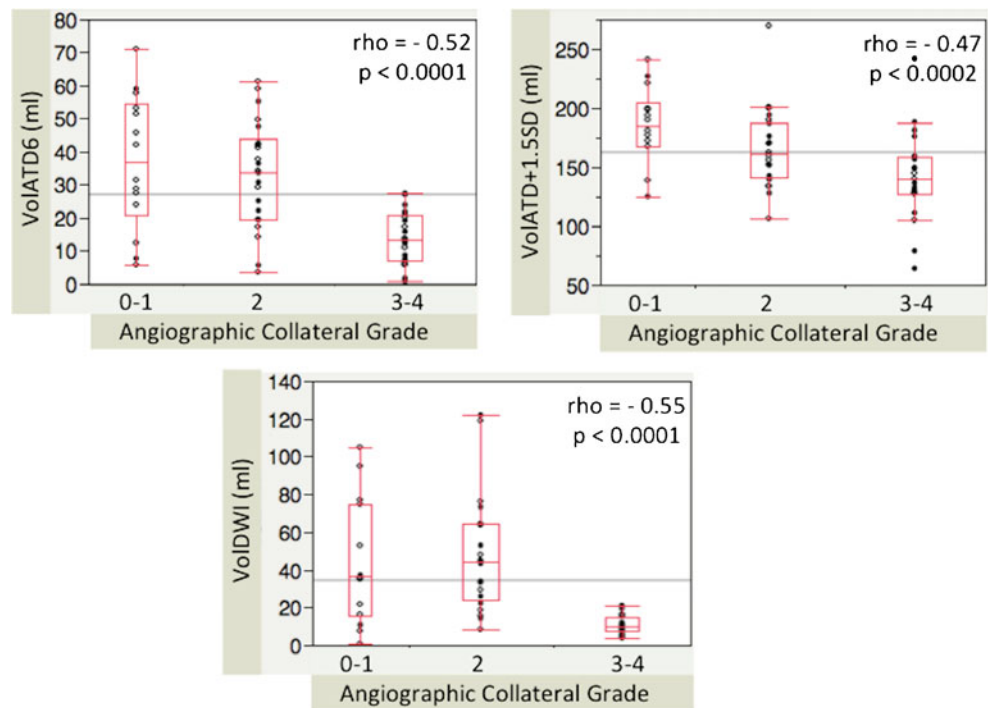 80
70
60
50
40
30
20
10
0
VolATD6 (ml)
rho = - 0.52
p < 0.0001
0-1 2 3-4
Angiographic Collateral Grade
250
200
150
100
50
VolATD+1.5SD (ml)
rho = - 0.47
p < 0.0002
0-1 2 3-4
Angiographic Collateral Grade
140
120
100
80
60
40
20
0
VolDWI (ml)
rho = - 0.55
p < 0.0001
0-1 2 3-4
Angiographic Collateral Grade